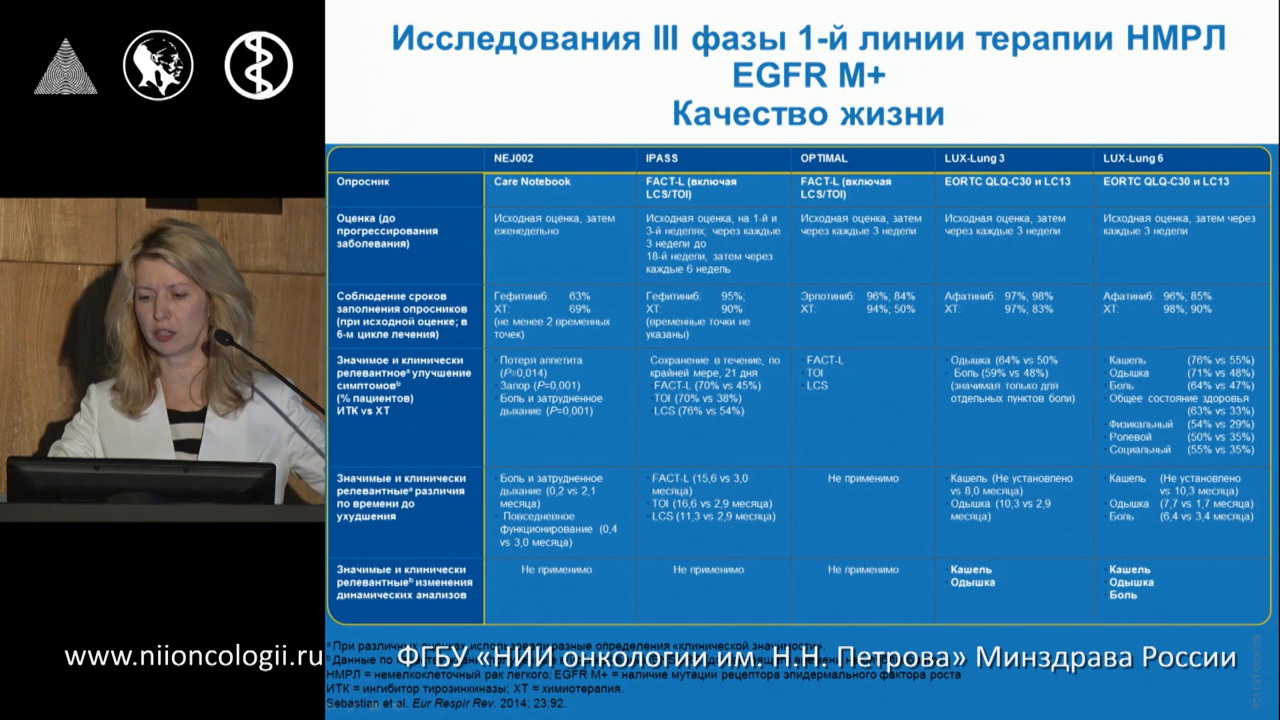 Исследования III фазы 1-й линии терапии НМРЛ
EGFR M+
Качество жизни
NEJ002 IPASS OPTIMAL LUX-Lung 3 LUX-Lung 6
Опросник
Care Notebook
FACT-L (включая
LCS/TOI)
FACT-L (включая
LCS/TOI)
EORTC QLQ-C30 и LC13
EORTC QLQ-C30 и LC13
Оценка (до
прогрессирования
заболевания)
Исходная оценка, затем
еженедельно
Исходная оценка, на 1-й и
3-й неделях, через каждые
3 недели до
18-й недели, затем через
каждые 6 недель
Исходная оценка, затем
через каждые 3 недели
Исходная оценка, затем
через каждые 3 недели
Исходная оценка, затем через
каждые 3 недели
Соблюдение сроков
заполнения опросников
(при исходной оценке; в
6-м цикле лечения)
Гефитиниб: 63%
ХТ: 69%
(не менее 2 временных
точек)
Гефитиниб: 95%;
ХТ: 90%
(временные точки не
указаны)
Эрлотиниб: 96%; 84%
ХТ: 94%; 50%
Афатиниб: 97%; 98%
ХТ: 97%; 83%
Афатиниб: 96%; 85%
ХТ: 98%; 90%
Значимое и клинически
релевантноеª улучшение
симптомовᵇ
(% пациентов)
ИТК vs ХТ
Потеря аппетита
(P=0,014)
Запор (P=0,001)
Боль и затрудненное
дыхание (P=0,001)
Сохранение в течение, по
крайней мере, 21 дня
FACT-L (70% vs 45%)
TOI (70% vs 38%)
LCS (76% vs 54%)
FACT-L
TOI
LCS
Одышка (64% vs 50%
Боль (59% vs 48%)
(значимая только для
отдельных пунктов боли)
Кашель (76% vs 55%)
Одышка (71% vs 48%)
Боль (64% vs 47%)
Общее состояние здоровья
(63% vs 33%)
Физикальный (54% vs 29%)
Ролевой (50% vs 35%)
Социальный (55% vs 35%)
Значимые и клинически
релевантныеª различия
по времени до
ухудшения
Боль и затрудненное
дыхание (0,2 vs 2,1
месяца)
Повседневное
функционирование (0,4
vs 3,0 месяца)
FACT-L (15,6 vs 3,0
месяца)
TOI (16,6 vs 2,9 месяца)
LCS (11,3 vs 2,9 месяца)
Не применимо
Кашель (Не установлено
vs 8,0 месяца)
Одышка (10,3 vs 2,9
месяца)
Кашель (Не установлено
vs 10,3 месяца)
Одышка (7,7 vs 1,7 месяца)
Боль (6,4 vs 3,4 месяца)
Значимые и клинически
релевантныеᵇ изменения
динамических анализов
Не применимо
Не применимо
Не применимо
Кашель
Одышка
Кашель
Одышка
Боль
ª При различных оценках использовали разные определения «клинической значимости».
www.niioncologii.ru ФГБУ «НИИ онкологии им. Н.Н. Петрова» Минздрава России
ᵇ Данные по
НМРЛ = немелкоклеточный рак легкого; EGFR M+ = наличие мутации рецептора эпидермального фактора роста
ИТК = ингибитор тирозинкиназы; ХТ = химиотерапия.
Sebastian et al. Eur Respir Rev. 2014; 23:92.